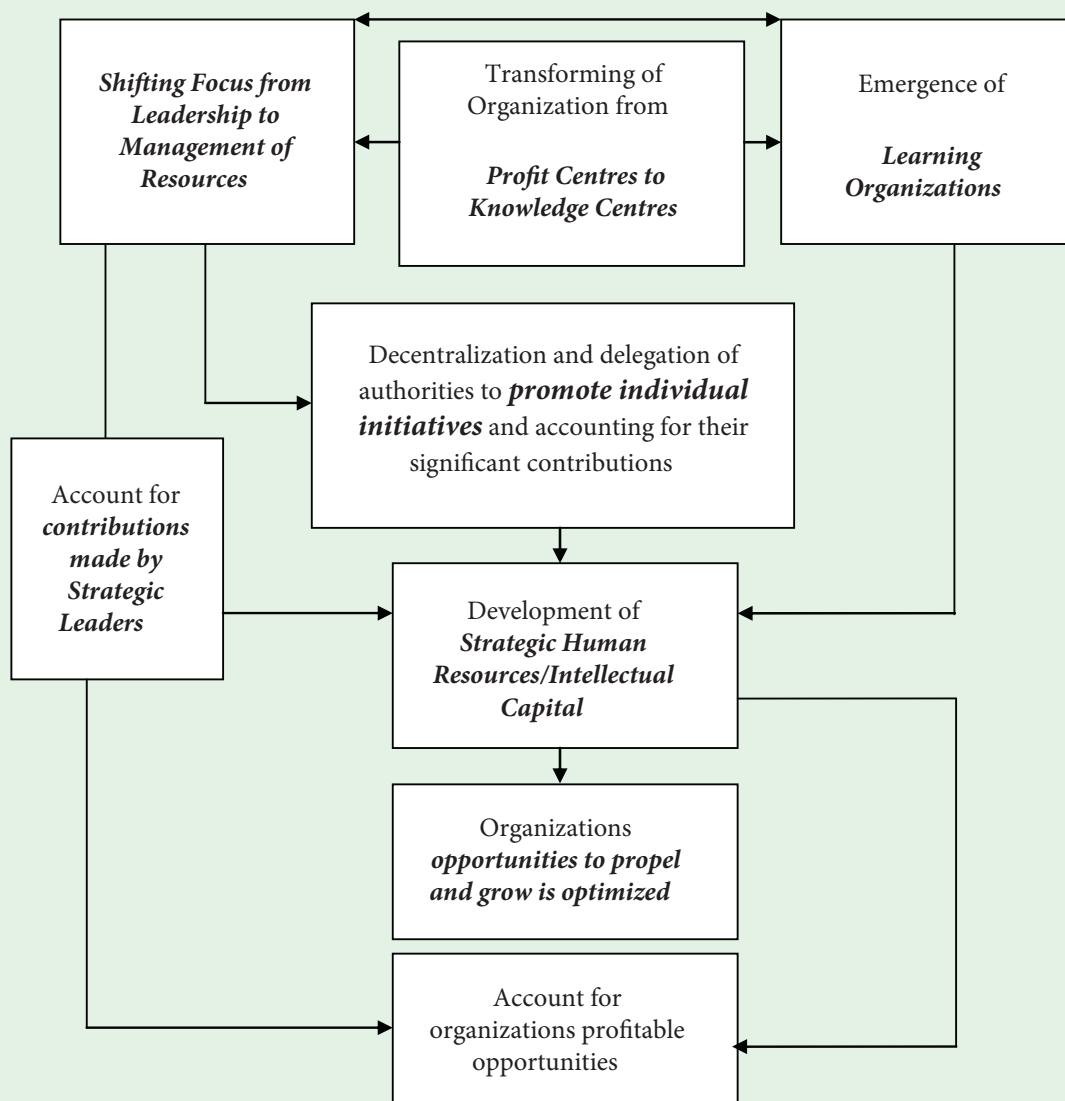 Shifting Focus from
Leadership to
Management of
Resources
Transforming of
Organization from
Profit Centres to
Knowledge Centres
Emergence of
Learning
Organizations
Decentralization and delegation of
authorities to promote individual
initiatives and accounting for their
significant contributions
Account for
contributions
made by
Strategic
Leaders
Development of
Strategic Human
Resources/Intellectual
Capital
Organizations
opportunities to propel
and grow is optimized
Account for
organizations profitable
opportunities